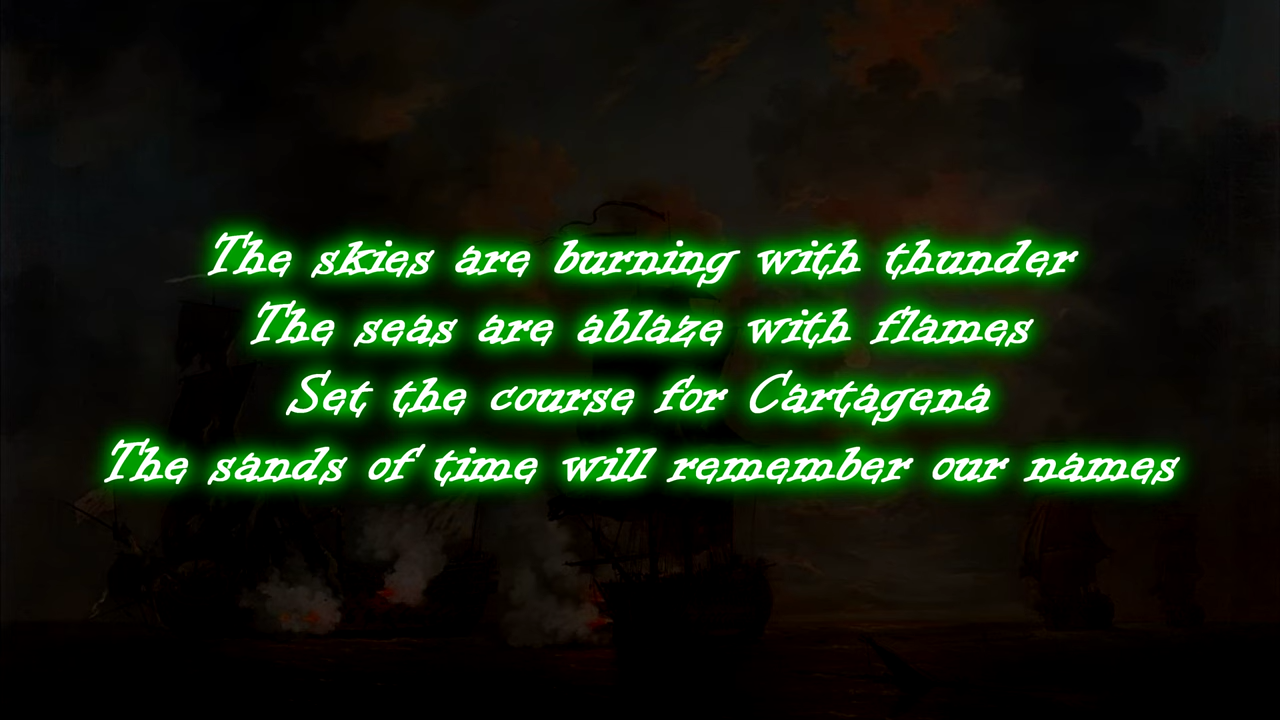 The skies are burning with thunder
The seas are ablaze with flames
Set the course for Cartagena
The sands of time will remember our names